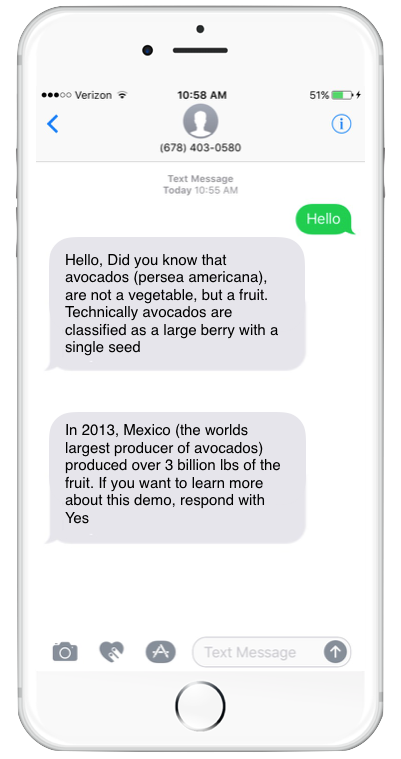 Verizon 10:58 AM 51%
(678) 403-0580
Text Message
Today 10:55 AM
Hello
Hello, Did you know that
avocados (persea americana),
are not a vegetable, but a fruit.
Technically avocados are
classified as a large berry with a
single seed
In 2013, Mexico (the worlds
largest producer of avocados)
produced over 3 billion lbs of the
fruit. If you want to learn more
about this demo, respond with
Yes
Text Message